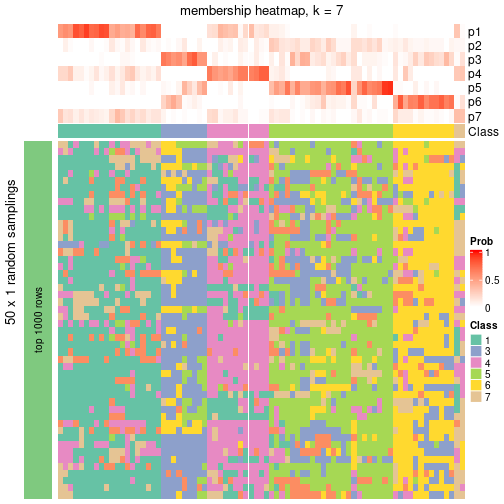 membership heatmap, k = 7
p1
p2
p3
p4
p5
p6
p7
Class
50 x 1 random samplings
top 1000 rows
Prob
1
0.5
0
Class
1
3
4
5
6
7